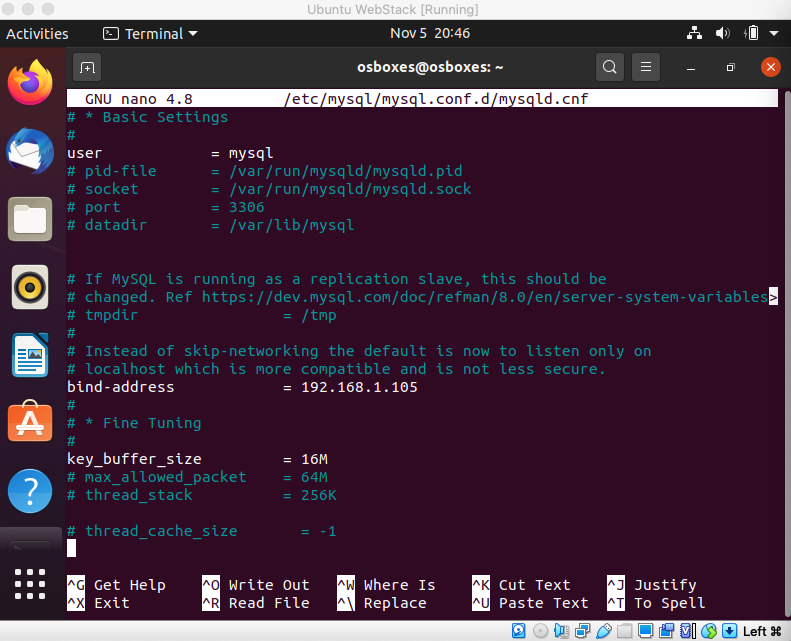 Ubuntu WebStack [Running]
Activities Terminal Nov 5 20:46
osboxes@osboxes: ~
GNU nano 4.8 /etc/mysql/mysql.conf.d/mysqld.cnf
# * Basic Settings
#
user = mysql
# pid-file = /var/run/mysqld/mysqld.pid
# socket = /var/run/mysqld/mysqld.sock
# port = 3306
# datadir = /var/lib/mysql
# If MySQL is running as a replication slave, this should be
# changed. Ref https://dev.mysql.com/doc/refman/8.0/en/server-system-variables>
# tmpdir = /tmp
#
# Instead of skip-networking the default is now to listen only on
# localhost which is more compatible and is not less secure.
bind-address = 192.168.1.105
#
# * Fine Tuning
#
key_buffer_size = 16M
# max_allowed_packet = 64M
# thread_stack = 256K
# thread_cache_size = -1
^G Get Help ^O Write Out ^W Where Is ^K Cut Text ^J Justify
^X Exit ^R Read File ^\ Replace ^U Paste Text ^T To Spell
Left ⌘